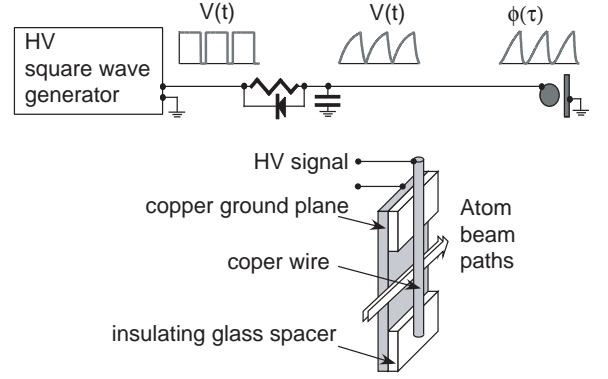 V(t)
V(t)
ϕ(τ)
HV
square wave
generator
HV signal
copper ground plane
Atom
beam
paths
coper wire
insulating glass spacer